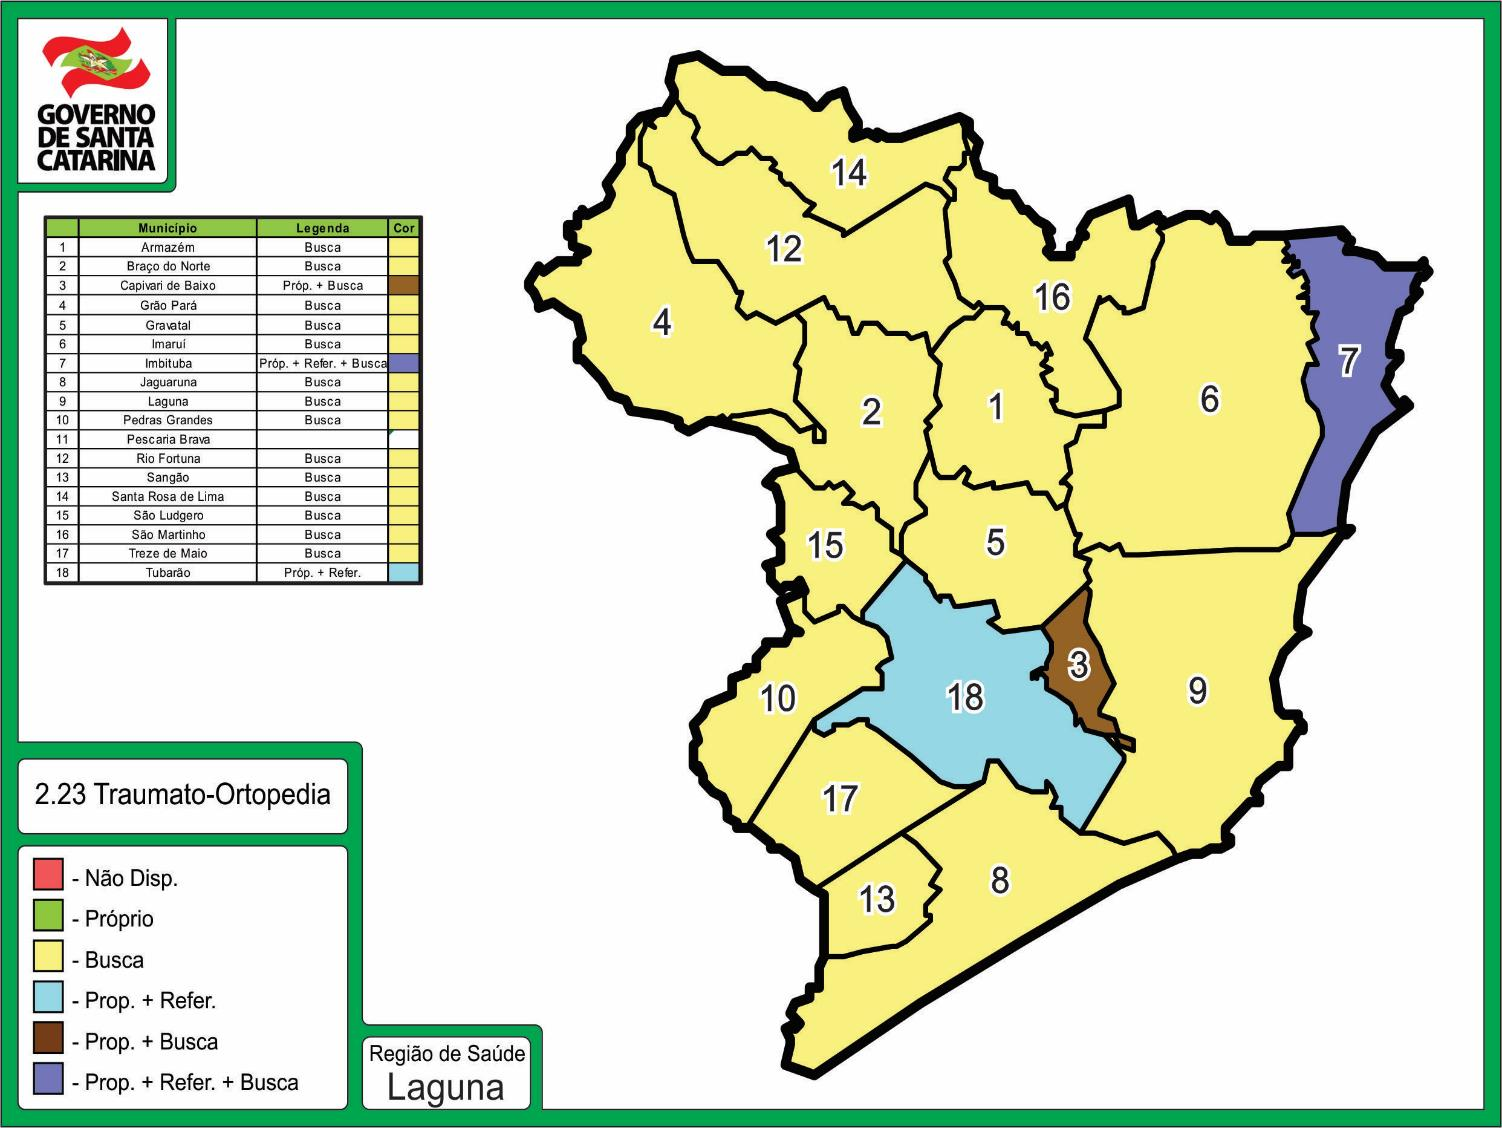 GOVERNO
DE SANTA
CATARINA
Município Legenda Cor
1 Armazém Busca
2 Braço do Norte Busca
3 Capivari de Baixo Próp. + Busca
4 Grão Pará Busca
5 Gravatal Busca
6 Imaruí Busca
7 Imbituba Próp. + Refer. + Busca
8 Jaguaruna Busca
9 Laguna Busca
10 Pedras Grandes Busca
11 Pescaria Brava
12 Rio Fortuna Busca
13 Sangão Busca
14 Santa Rosa de Lima Busca
15 São Ludgero Busca
16 São Martinho Busca
17 Treze de Maio Busca
18 Tubarão Próp. + Refer.
14
12
16
4
7
6
2
1
5
15
3
10
18
9
17
8
13
2.23 Traumato-Ortopedia
- Não Disp.
- Próprio
- Busca
- Prop. + Refer.
- Prop. + Busca
- Prop. + Refer. + Busca
Região de Saúde
Laguna